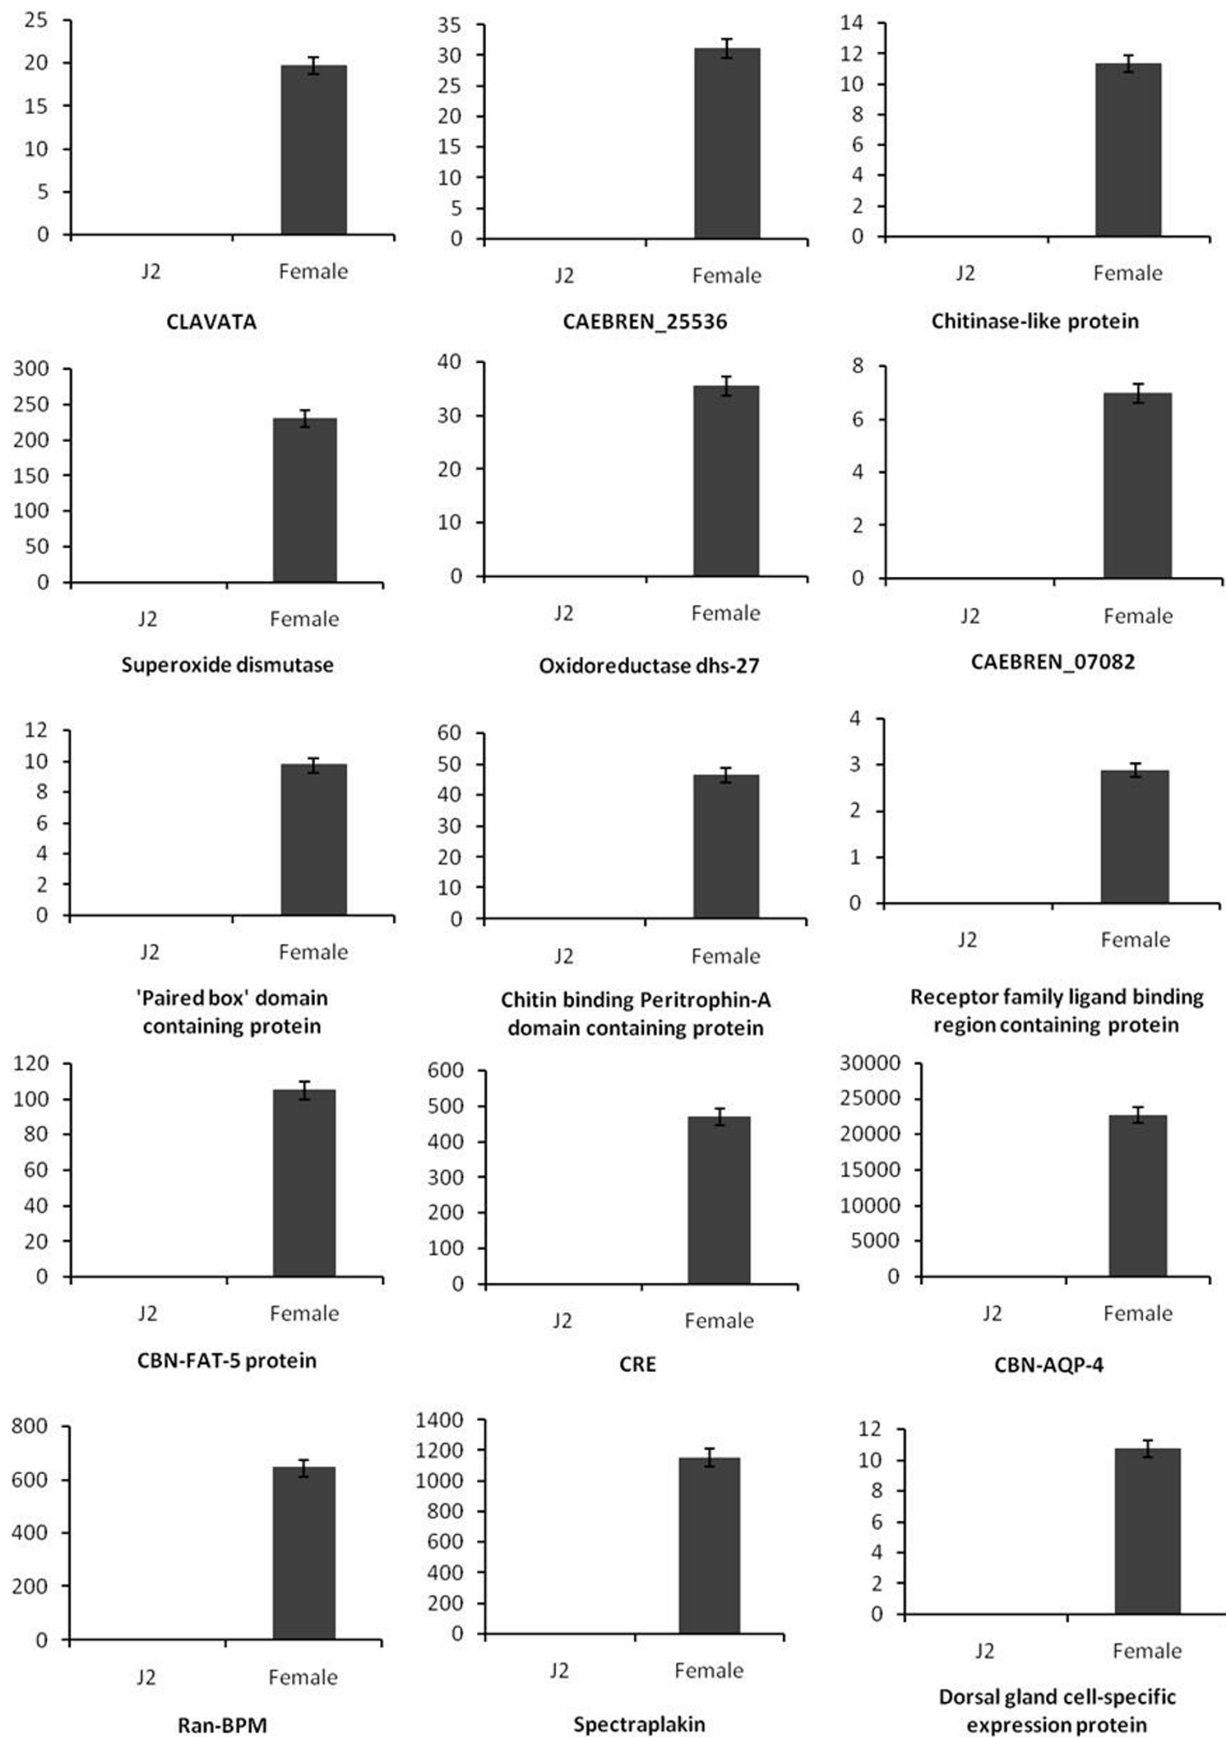 25
20
15
10
5
0
J2 Female
CLAVATA
35
30
25
20
15
10
5
0
J2 Female
CAEBREN_25536
14
12
10
8
6
4
2
0
J2 Female
Chitinase-like protein
300
250
200
150
100
50
0
J2 Female
Superoxide dismutase
40
30
20
10
0
J2 Female
Oxidoreductase dhs-27
8
6
4
2
0
J2 Female
CAEBREN_07082
12
10
8
6
4
2
0
J2 Female
'Paired box' domain
containing protein
60
50
40
30
20
10
0
J2 Female
Chitin binding Peritrophin-A
domain containing protein
4
3
2
1
0
J2 Female
Receptor family ligand binding
region containing protein
120
100
80
60
40
20
0
J2 Female
CBN-FAT-5 protein
600
500
400
300
200
100
0
J2 Female
CRE
30000
25000
20000
15000
10000
5000
0
J2 Female
CBN-AQP-4
800
600
400
200
0
J2 Female
Ran-BPM
1400
1200
1000
800
600
400
200
0
J2 Female
Spectraplakin
12
10
8
6
4
2
0
J2 Female
Dorsal gland cell-specific
expression protein